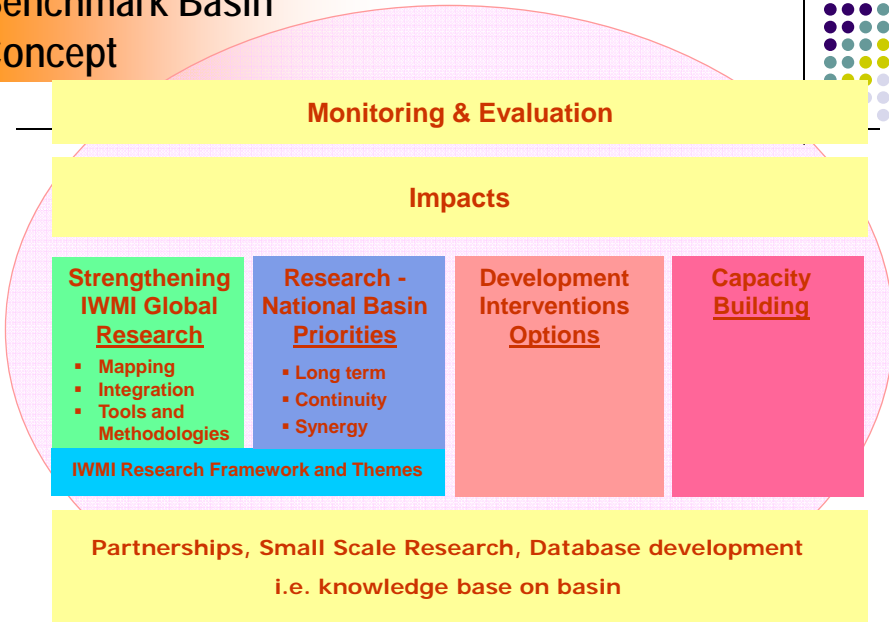 Benchmark Basin
Concept
Monitoring & Evaluation
Impacts
Strengthening
IWMI Global
Research
▪ Mapping
▪ Integration
▪ Tools and
Methodologies
Research -
National Basin
Priorities
▪ Long term
▪ Continuity
▪ Synergy
IWMI Research Framework and Themes
Development
Interventions
Options
Capacity
Building
Partnerships, Small Scale Research, Database development
i.e. knowledge base on basin